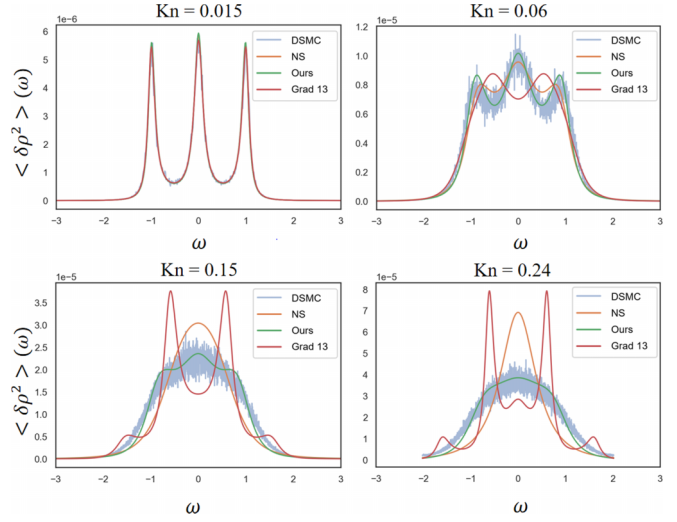 Kn = 0.015
1e−6
6
5
4
3
2
1
0
−3 −2 −1 0 1 2 3
< δρ² > (ω)
ω
DSMC
NS
Ours
Grad 13
Kn = 0.06
1e−5
1.2
1.0
0.8
0.6
0.4
0.2
0.0
−3 −2 −1 0 1 2 3
ω
DSMC
NS
Ours
Grad 13
Kn = 0.15
1e−5
3.5
3.0
2.5
2.0
1.5
1.0
0.5
0.0
−3 −2 −1 0 1 2 3
< δρ² > (ω)
ω
DSMC
NS
Ours
Grad 13
Kn = 0.24
1e−5
8
7
6
5
4
3
2
1
0
−3 −2 −1 0 1 2 3
ω
DSMC
NS
Ours
Grad 13